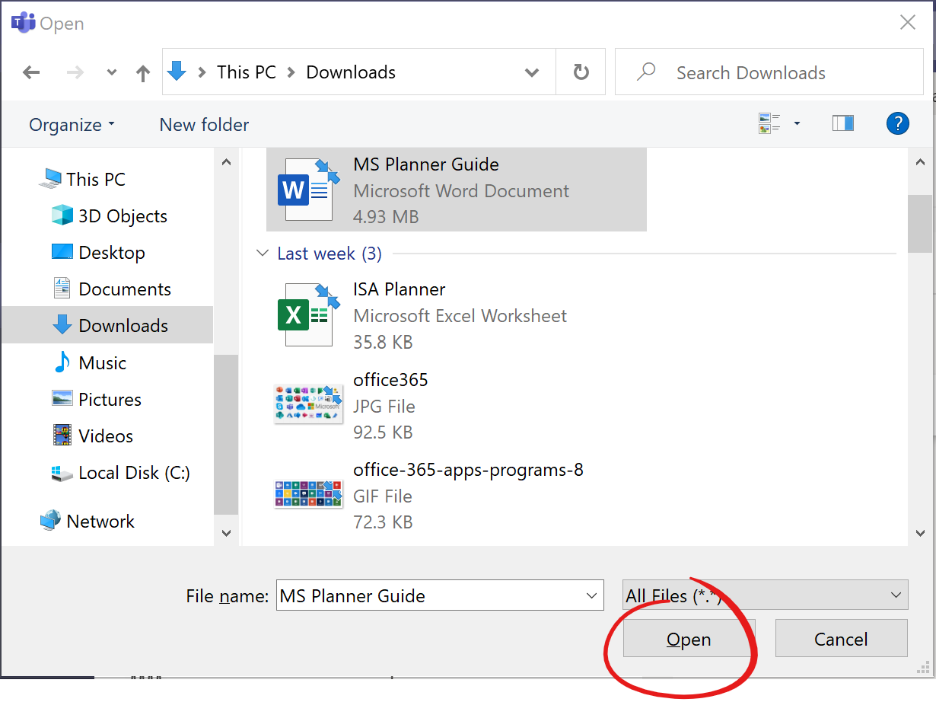 Open
This PC Downloads
Search Downloads
Organize New folder
?
This PC
3D Objects
Desktop
Documents
Downloads
Music
Pictures
Videos
Local Disk (C:)
Network
MS Planner Guide
Microsoft Word Document
4.93 MB
Last week (3)
ISA Planner
Microsoft Excel Worksheet
35.8 KB
office365
JPG File
92.5 KB
office-365-apps-programs-8
GIF File
72.3 KB
File name: MS Planner Guide
All Files (*.*)
Open Cancel